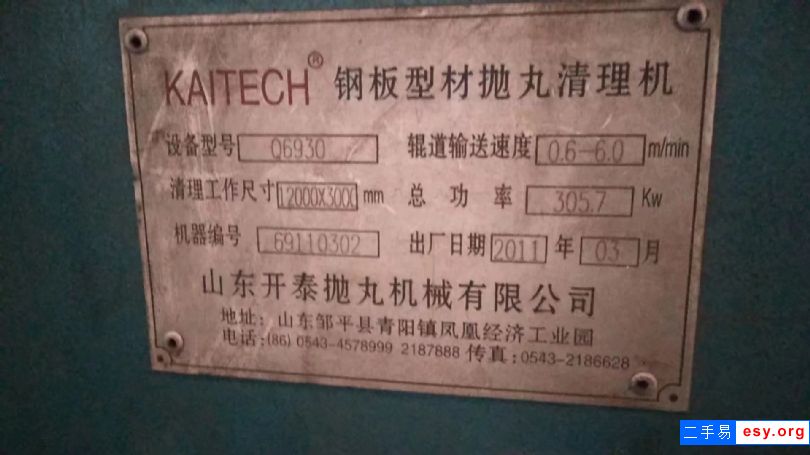 KAITECH® 钢板型材抛丸清理机
设备型号 Q6930 辊道输送速度 0.6-6.0 m/min
清理工作尺寸 12000X3000 mm 总功率 305.7 Kw
机器编号 69110302 出厂日期 2011 年 03 月
山东开泰抛丸机械有限公司
地址: 山东邹平县青阳镇凤凰经济工业园
电话:(86) 0543-4578999 2187888 传真:0543-2186628
二手易 esy.org